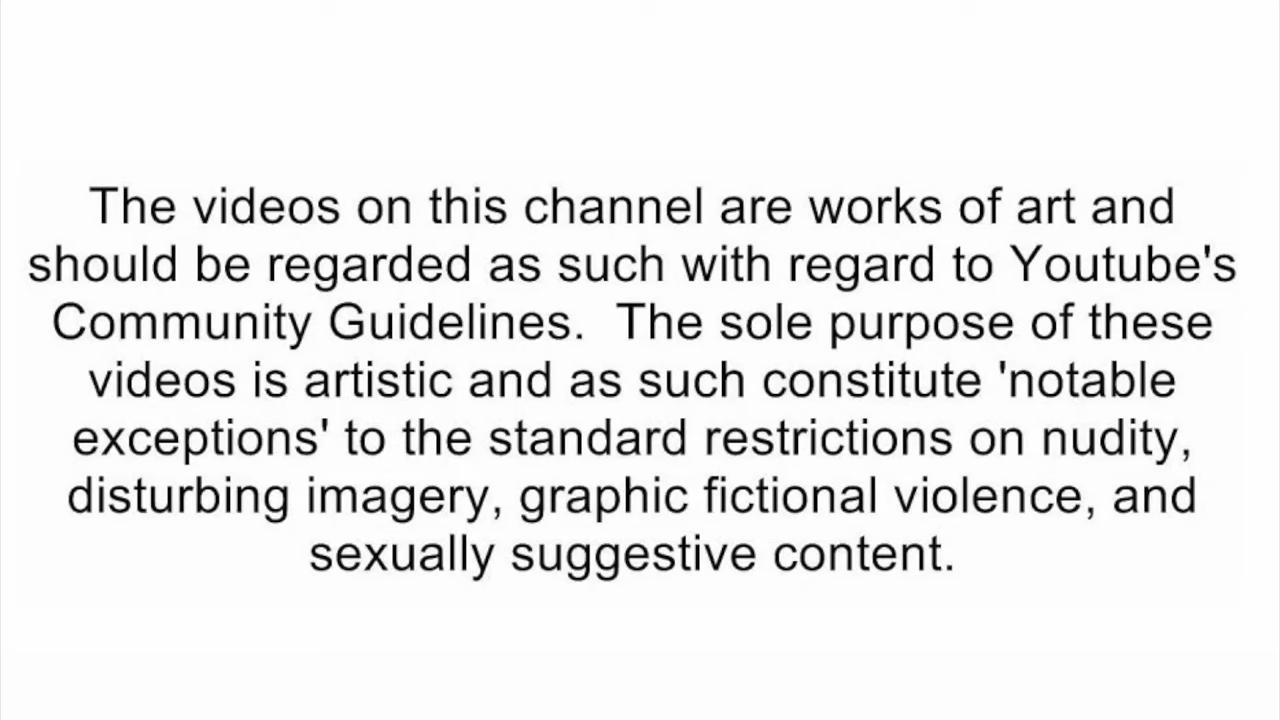 The videos on this channel are works of art and
should be regarded as such with regard to Youtube's
Community Guidelines.  The sole purpose of these
videos is artistic and as such constitute 'notable
exceptions' to the standard restrictions on nudity,
disturbing imagery, graphic fictional violence, and
sexually suggestive content.